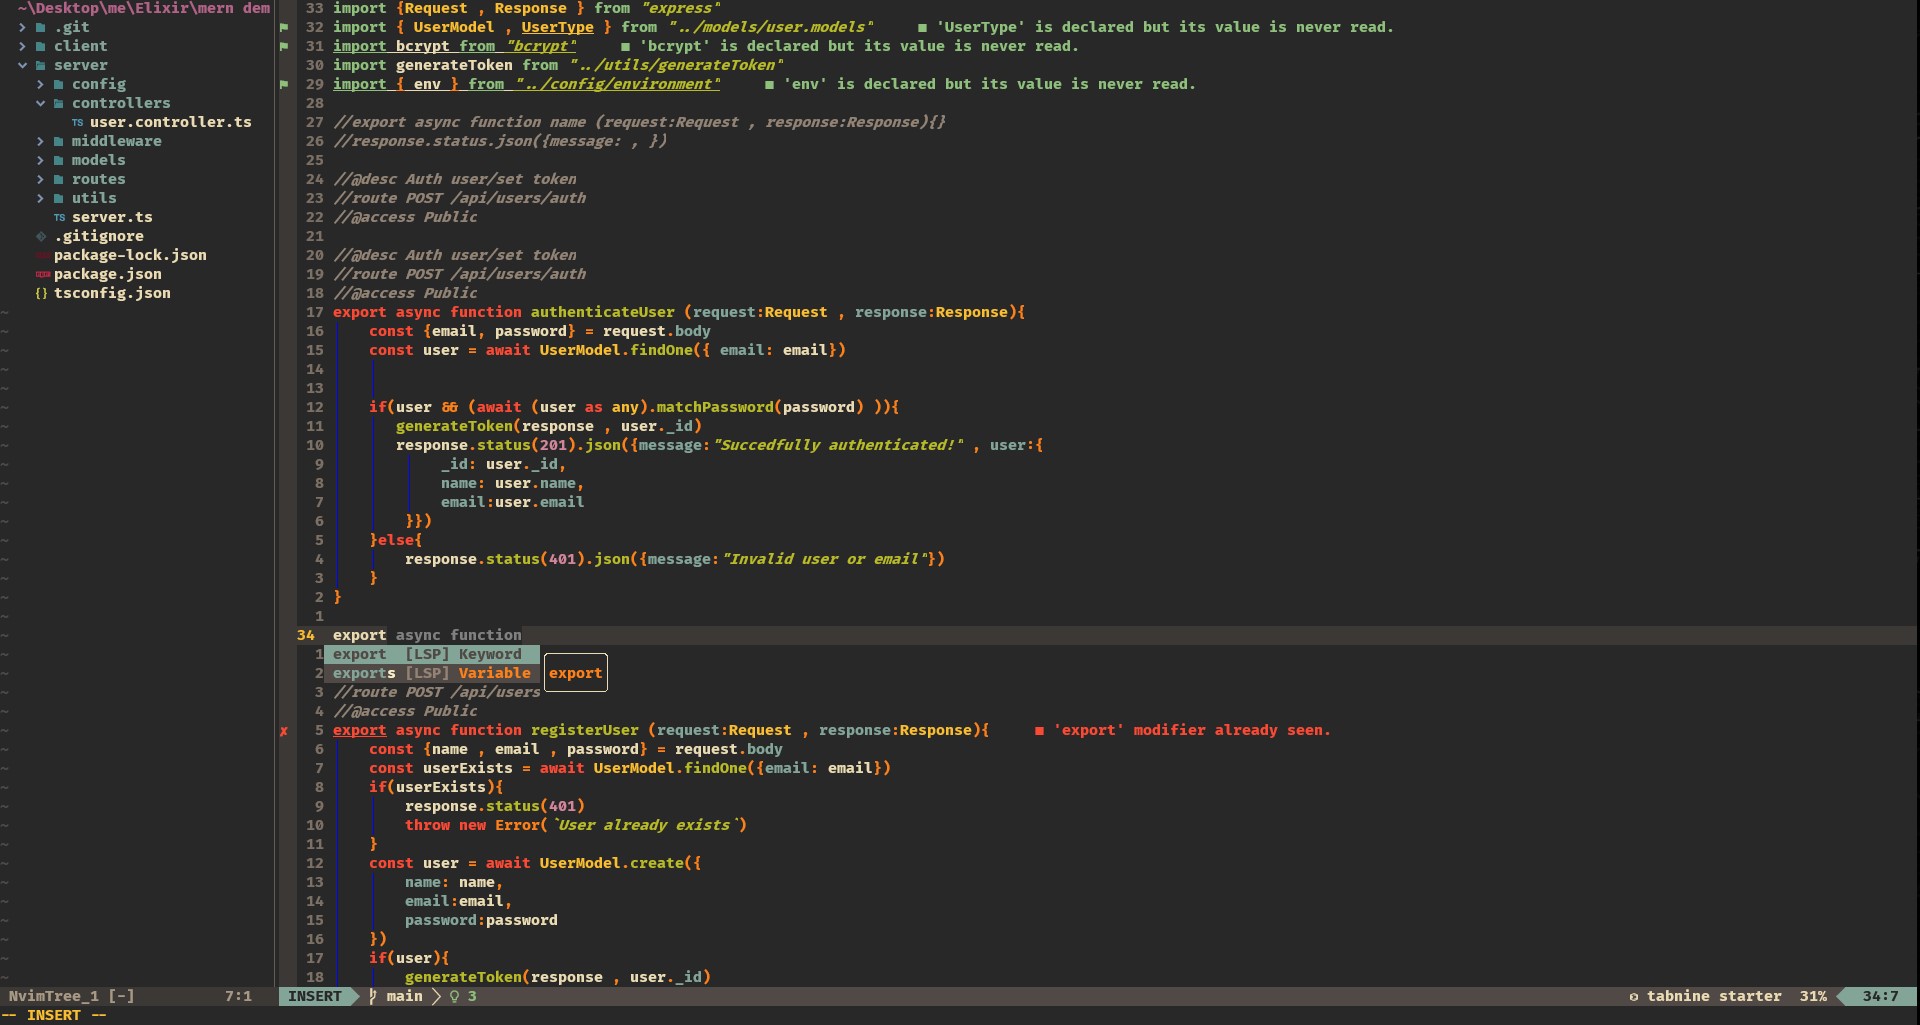 ~\Desktop\me\Elixir\mern dem
.git
client
server
config
controllers
TS user.controller.ts
middleware
models
routes
utils
TS server.ts
.gitignore
package-lock.json
package.json
{} tsconfig.json
33 import {Request , Response } from "express"
32 import { UserModel , UserType } from "../models/user.models" ■ 'UserType' is declared but its value is never read.
31 import bcrypt from "bcrypt" ■ 'bcrypt' is declared but its value is never read.
30 import generateToken from "../utils/generateToken"
29 import { env } from "../config/environment" ■ 'env' is declared but its value is never read.
28
27 //export async function name (request:Request , response:Response){}
26 //response.status.json({message: , })
25
24 //@desc Auth user/set token
23 //route POST /api/users/auth
22 //@access Public
21
20 //@desc Auth user/set token
19 //route POST /api/users/auth
18 //@access Public
17 export async function authenticateUser (request:Request , response:Response){
16 const {email, password} = request.body
15 const user = await UserModel.findOne({ email: email})
14
13
12 if(user && (await (user as any).matchPassword(password) )){
11 generateToken(response , user._id)
10 response.status(201).json({message:"Succedfully authenticated!" , user:{
9 _id: user._id,
8 name: user.name,
7 email:user.email
6 }})
5 }else{
4 response.status(401).json({message:"Invalid user or email"})
3 }
2 }
1
34 export async function
1 export [LSP] Keyword
2 exports [LSP] Variable export
3 //route POST /api/users
4 //@access Public
5 export async function registerUser (request:Request , response:Response){ ■ 'export' modifier already seen.
6 const {name , email , password} = request.body
7 const userExists = await UserModel.findOne({email: email})
8 if(userExists){
9 response.status(401)
10 throw new Error(`User already exists`)
11 }
12 const user = await UserModel.create({
13 name: name,
14 email:email,
15 password:password
16 })
17 if(user){
18 generateToken(response , user._id)
NvimTree_1 [-] 7:1 INSERT main 3 tabnine starter 31% 34:7
-- INSERT --